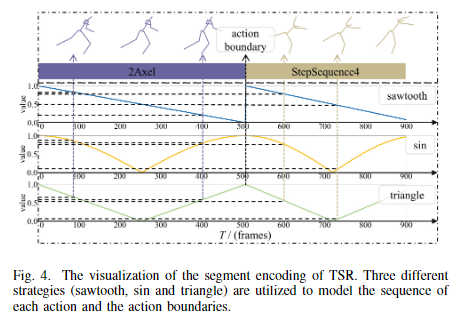 action
boundary
2Axel
StepSequence4
value
1.0
0.5
0.0
sawtooth
0 100 200 300 400 500 600 700 800 900
value
1.0
0.0
sin
0 100 200 300 400 500 600 700 800 900
value
1.0
0.5
0.0
triangle
0 100 200 300 400 500 600 700 800 900
T / (frames)
Fig. 4. The visualization of the segment encoding of TSR. Three different
strategies (sawtooth, sin and triangle) are utilized to model the sequence of
each action and the action boundaries.